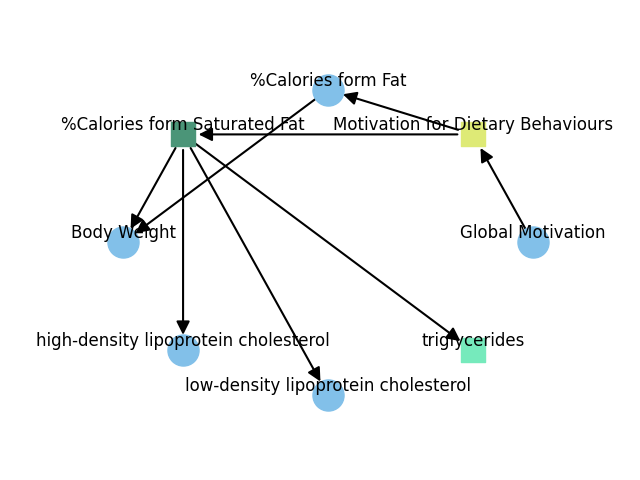 %Calories form Fat
%Calories form Saturated Fat
Motivation for Dietary Behaviours
Body Weight
Global Motivation
high-density lipoprotein cholesterol
triglycerides
low-density lipoprotein cholesterol